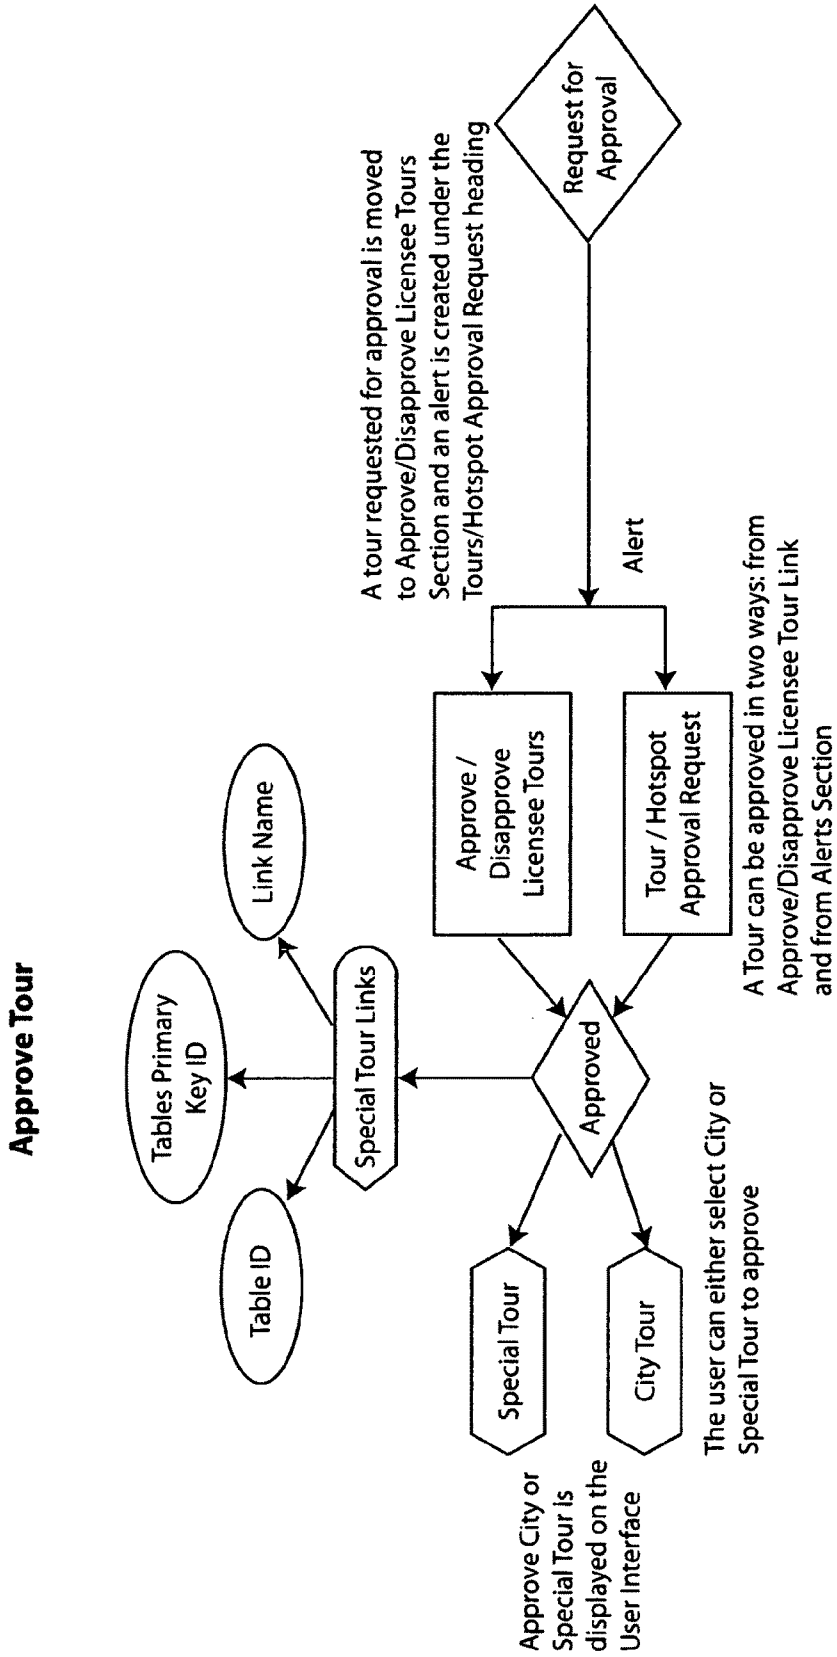 Approve Tour
Table ID
Tables Primary
Key ID
Link Name
Special Tour Links
A tour requested for approval is moved
to Approve/Disapprove Licensee Tours
Section and an alert is created under the
Tours/Hotspot Approval Request heading
Approve City or
Special Tour is
displayed on the
User Interface
Special Tour
City Tour
Approved
Approve /
Disapprove
Licensee Tours
Tour / Hotspot
Approval Request
Alert
Request for
Approval
The user can either select City or
Special Tour to approve
A Tour can be approved in two ways: from
Approve/Disapprove Licensee Tour Link
and from Alerts Section